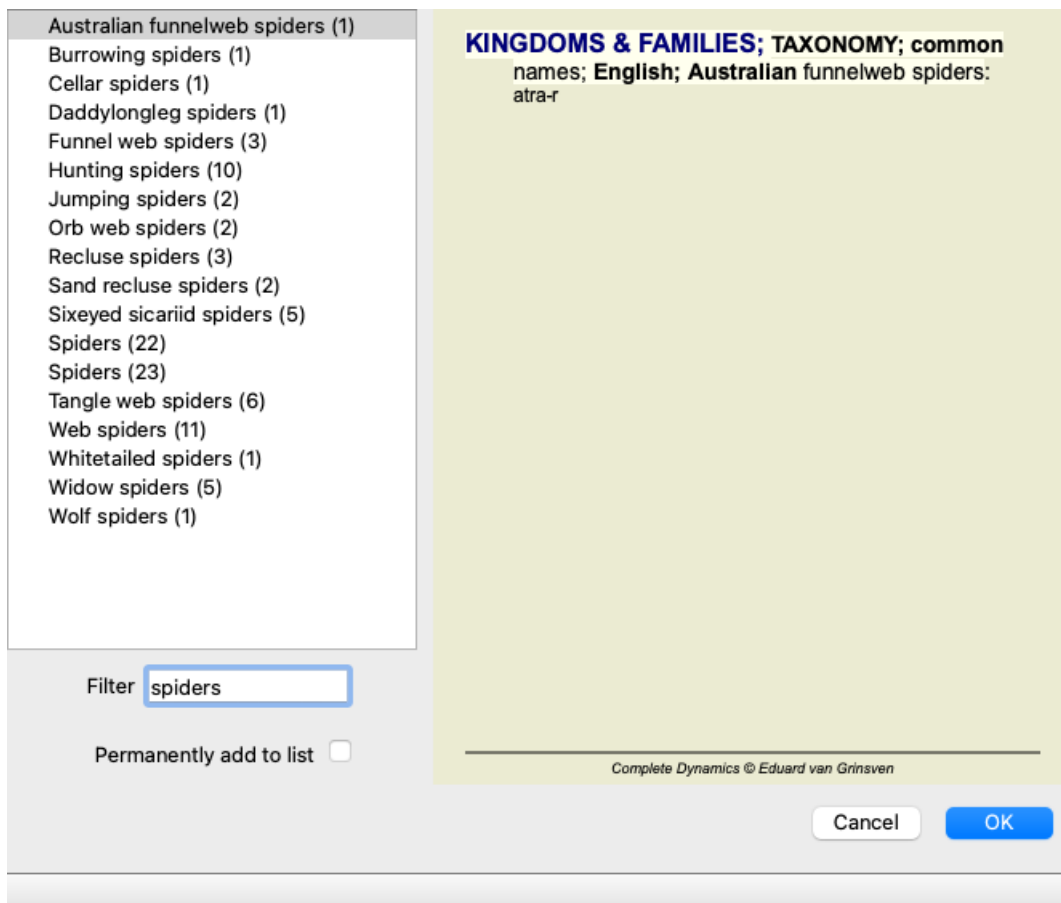 Australian funnelweb spiders (1)
Burrowing spiders (1)
Cellar spiders (1)
Daddylongleg spiders (1)
Funnel web spiders (3)
Hunting spiders (10)
Jumping spiders (2)
Orb web spiders (2)
Recluse spiders (3)
Sand recluse spiders (2)
Sixeyed sicariid spiders (5)
Spiders (22)
Spiders (23)
Tangle web spiders (6)
Web spiders (11)
Whitetailed spiders (1)
Widow spiders (5)
Wolf spiders (1)
Filter spiders
Permanently add to list
KINGDOMS & FAMILIES; TAXONOMY; common
names; English; Australian funnelweb spiders:
atra-r
Complete Dynamics © Eduard van Grinsven
Cancel OK